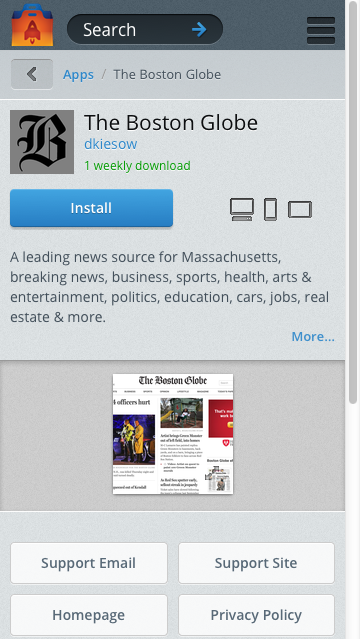 Search
Apps / The Boston Globe
The Boston Globe
dkiesow
1 weekly download
Install
A leading news source for Massachusetts,
breaking news, business, sports, health, arts &
entertainment, politics, education, cars, jobs, real
estate & more.
More...
The Boston Globe
4 officers hurt
Support Email
Support Site
Homepage
Privacy Policy